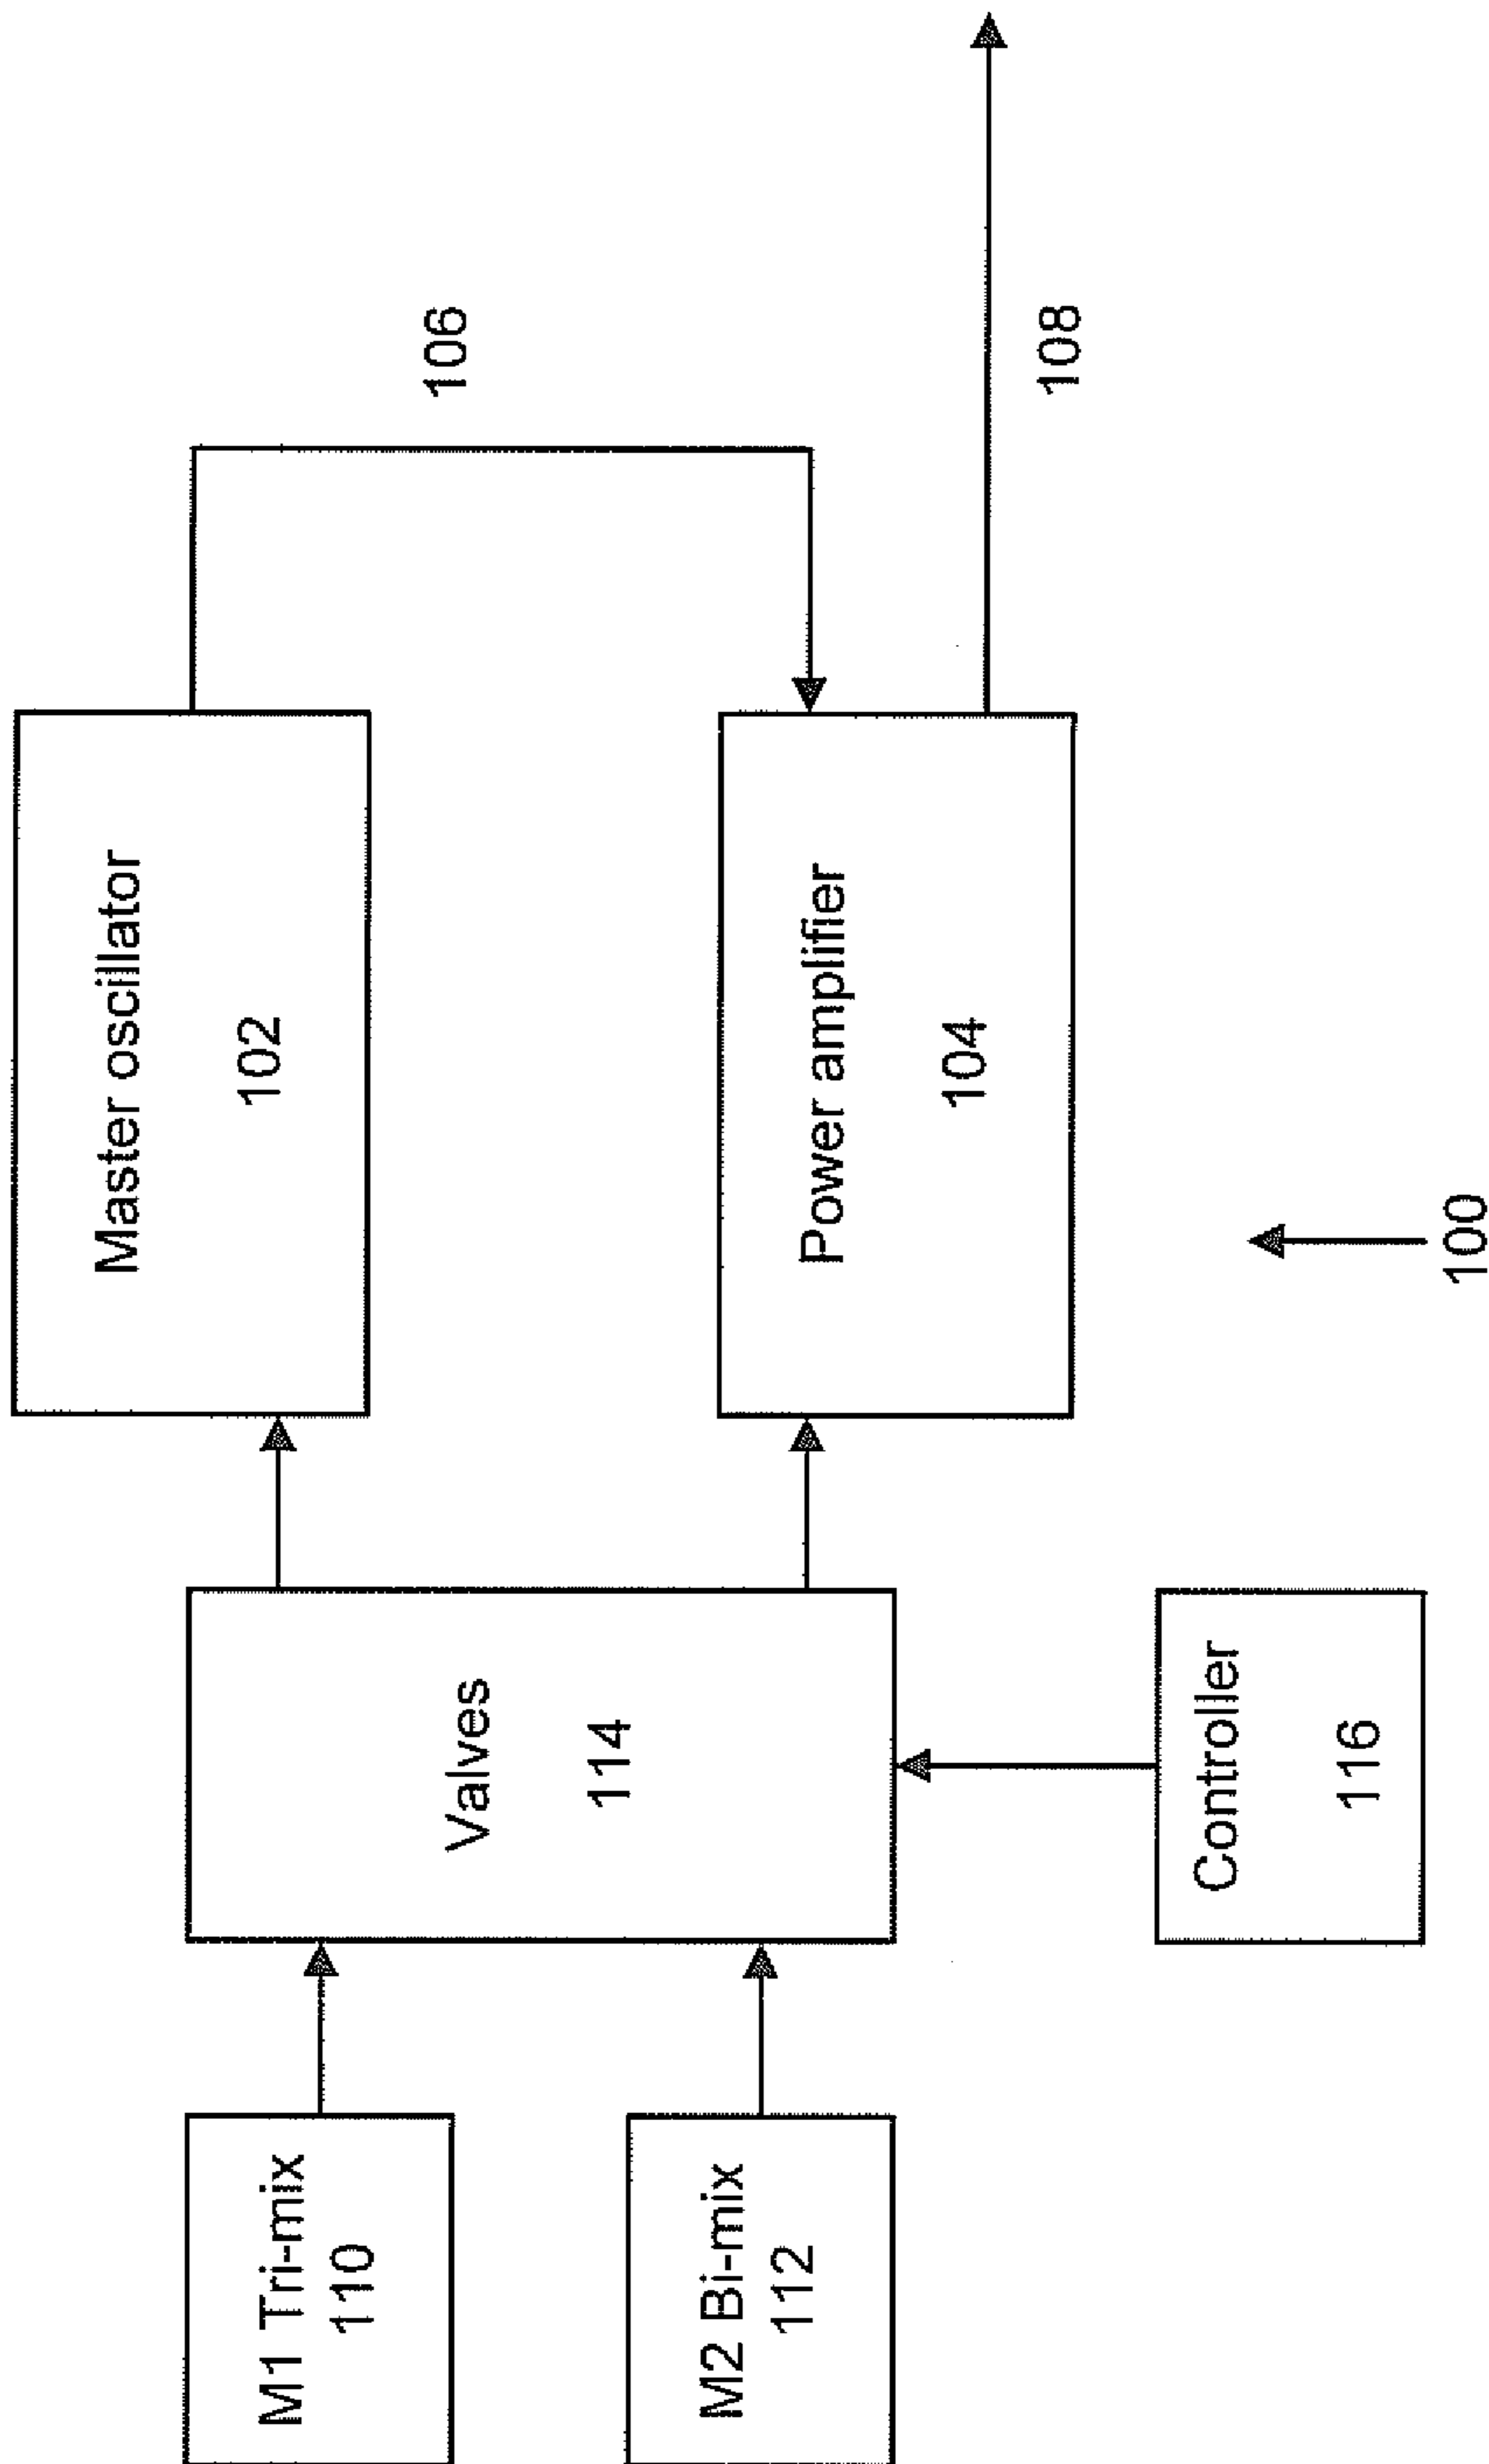 Master oscillator
102
106
Power amplifier
104
108
Valves
114
M1 Tri-mix
110
M2 Bi-mix
112
Controller
116
100